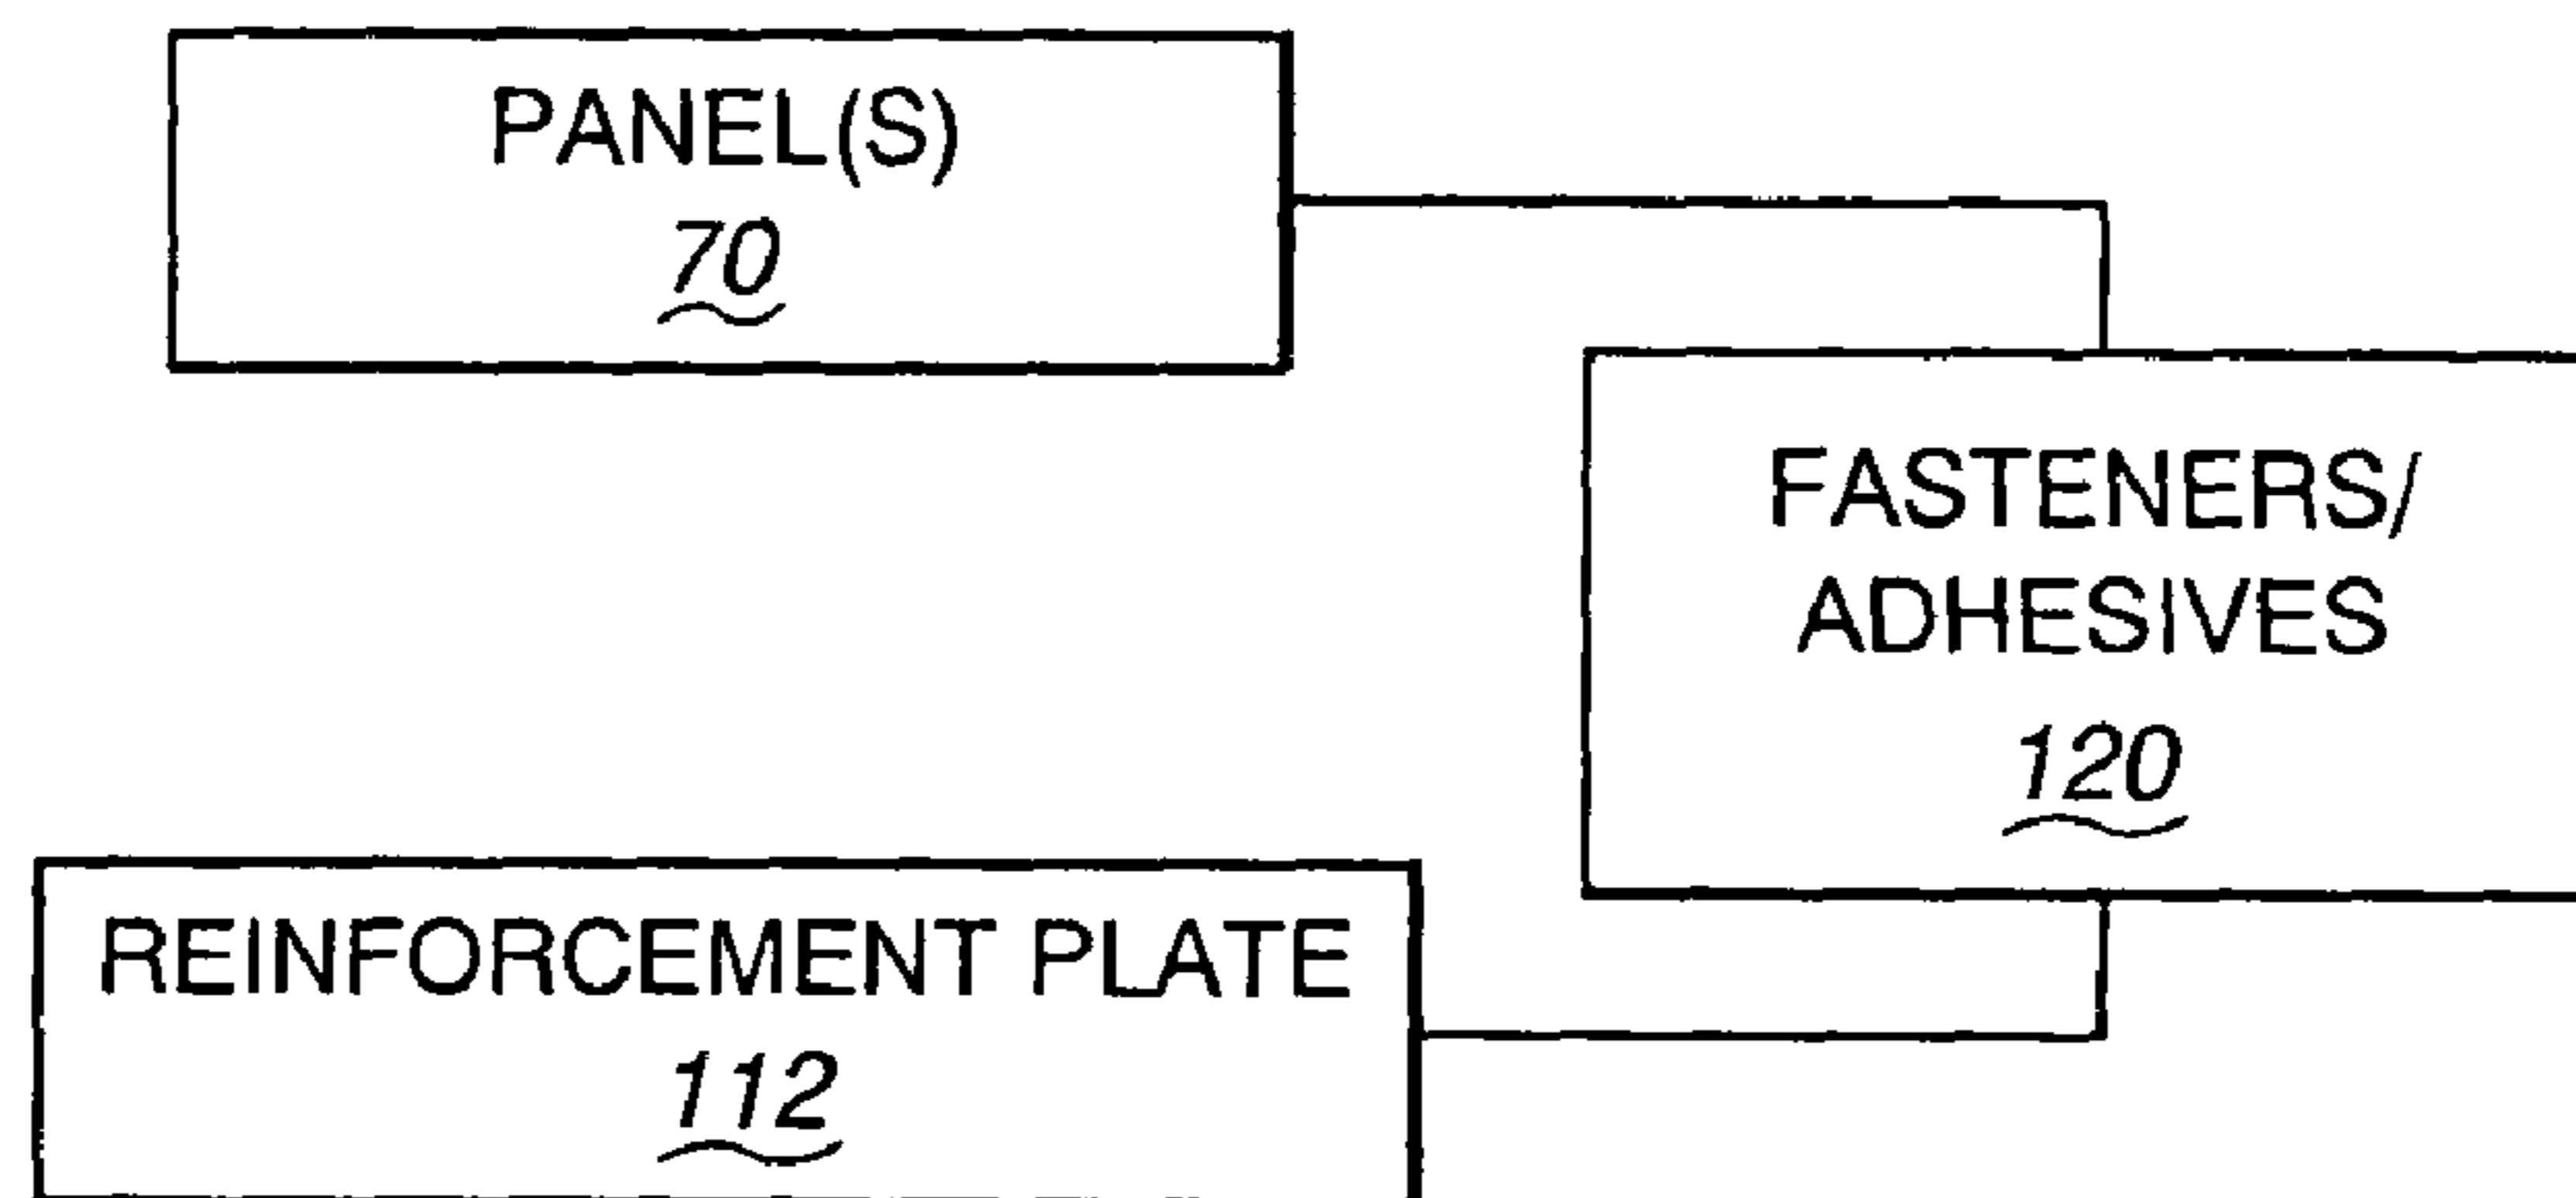 PANEL(S)
70
FASTENERS/
ADHESIVES
120
REINFORCEMENT PLATE
112